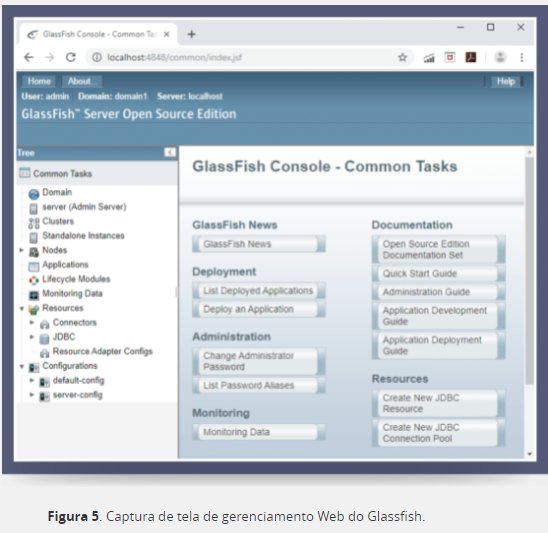 GlassFish Console - Common Ta
localhost:4848/common/index.jsf
Home About... Help
User: admin Domain: domain1 Server: localhost
GlassFish™ Server Open Source Edition
Tree
Common Tasks
Domain
server (Admin Server)
Clusters
Standalone Instances
Nodes
Applications
Lifecycle Modules
Monitoring Data
Resources
Connectors
JDBC
Resource Adapter Configs
Configurations
default-config
server-config
GlassFish Console - Common Tasks
GlassFish News
GlassFish News
Deployment
List Deployed Applications
Deploy an Application
Administration
Change Administrator
Password
List Password Aliases
Monitoring
Monitoring Data
Documentation
Open Source Edition
Documentation Set
Quick Start Guide
Administration Guide
Application Development
Guide
Application Deployment
Guide
Resources
Create New JDBC
Resource
Create New JDBC
Connection Pool
Figura 5. Captura de tela de gerenciamento Web do Glassfish.